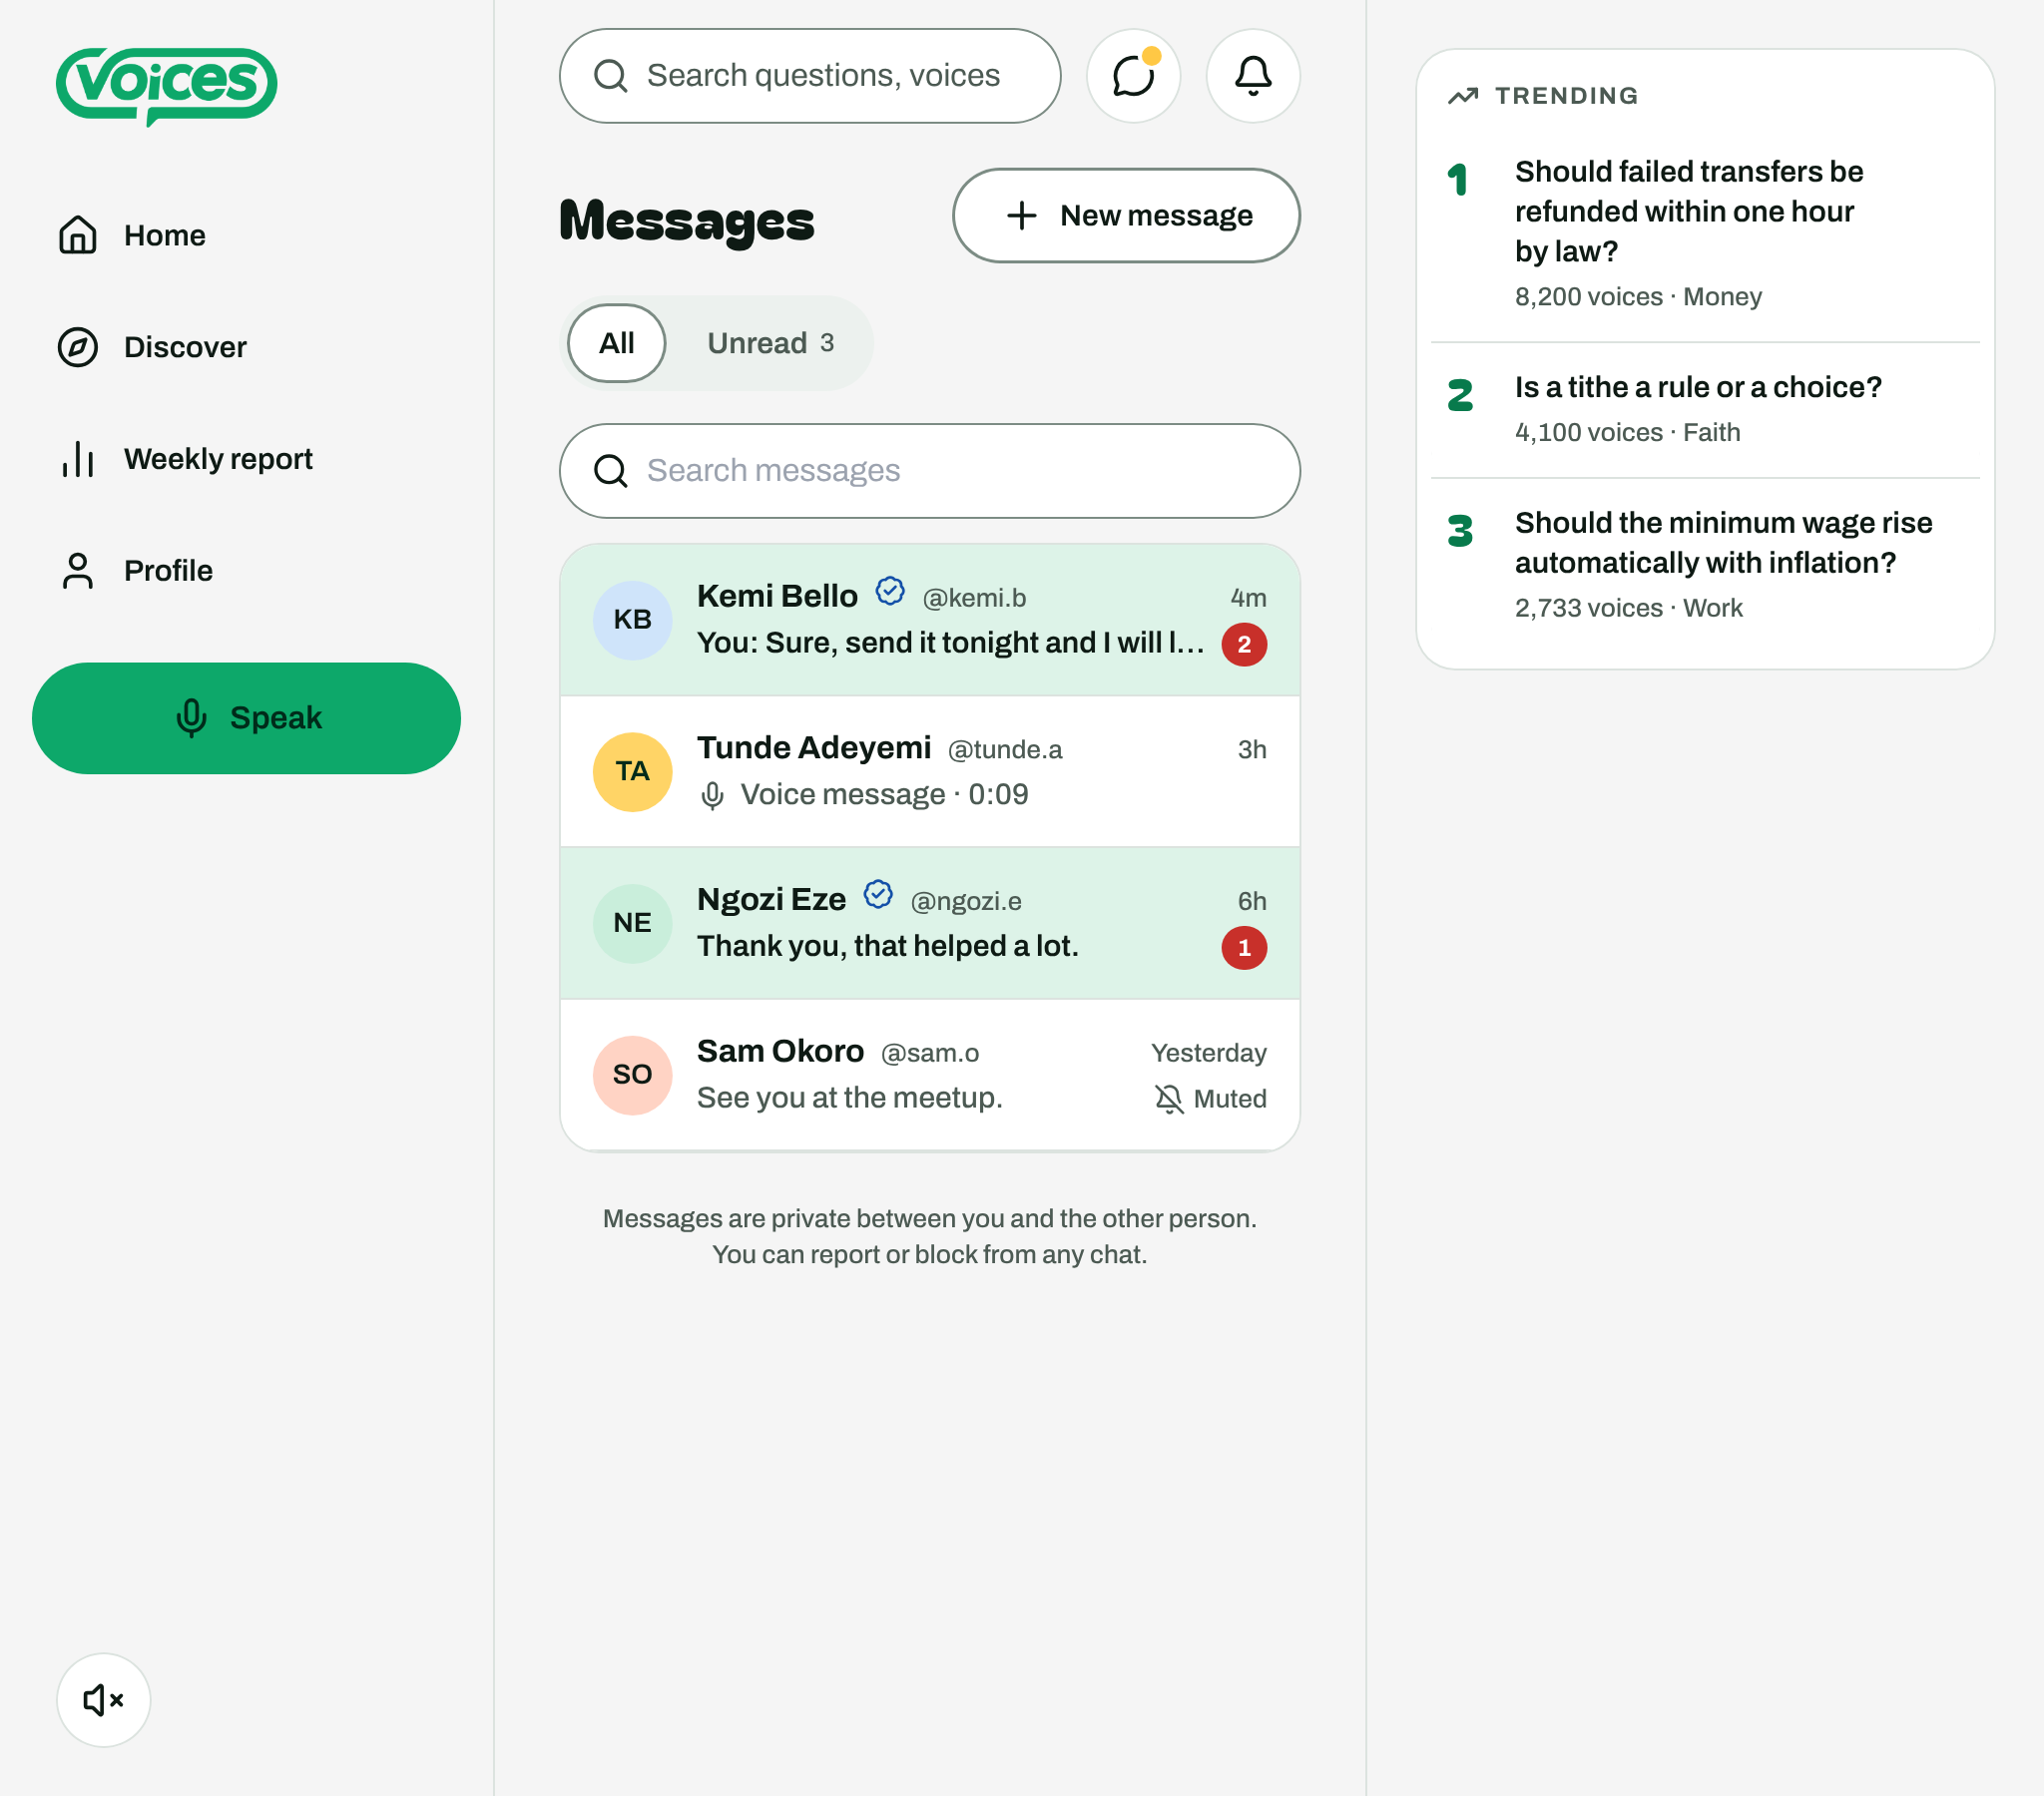 Voices
Home
Discover
Weekly report
Profile
Speak
Search questions, voices
Messages
New message
All
Unread 3
Search messages
KB
Kemi Bello @kemi.b 4m
You: Sure, send it tonight and I will l... 2
TA
Tunde Adeyemi @tunde.a 3h
Voice message · 0:09
NE
Ngozi Eze @ngozi.e 6h
Thank you, that helped a lot. 1
SO
Sam Okoro @sam.o Yesterday
See you at the meetup. Muted
Messages are private between you and the other person.
You can report or block from any chat.
TRENDING
1
Should failed transfers be
refunded within one hour
by law?
8,200 voices · Money
2
Is a tithe a rule or a choice?
4,100 voices · Faith
3
Should the minimum wage rise
automatically with inflation?
2,733 voices · Work